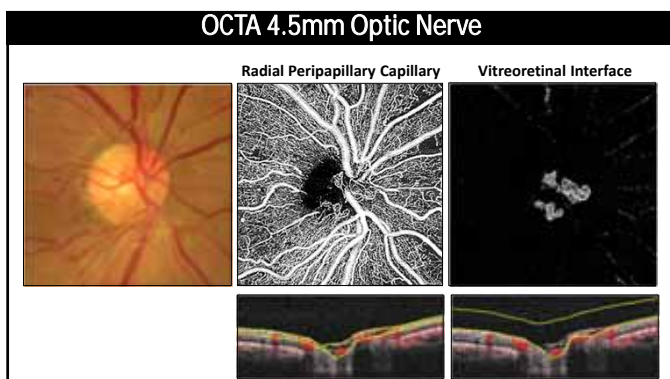 OCTA 4.5mm Optic Nerve
Radial Peripapillary Capillary
Vitreoretinal Interface